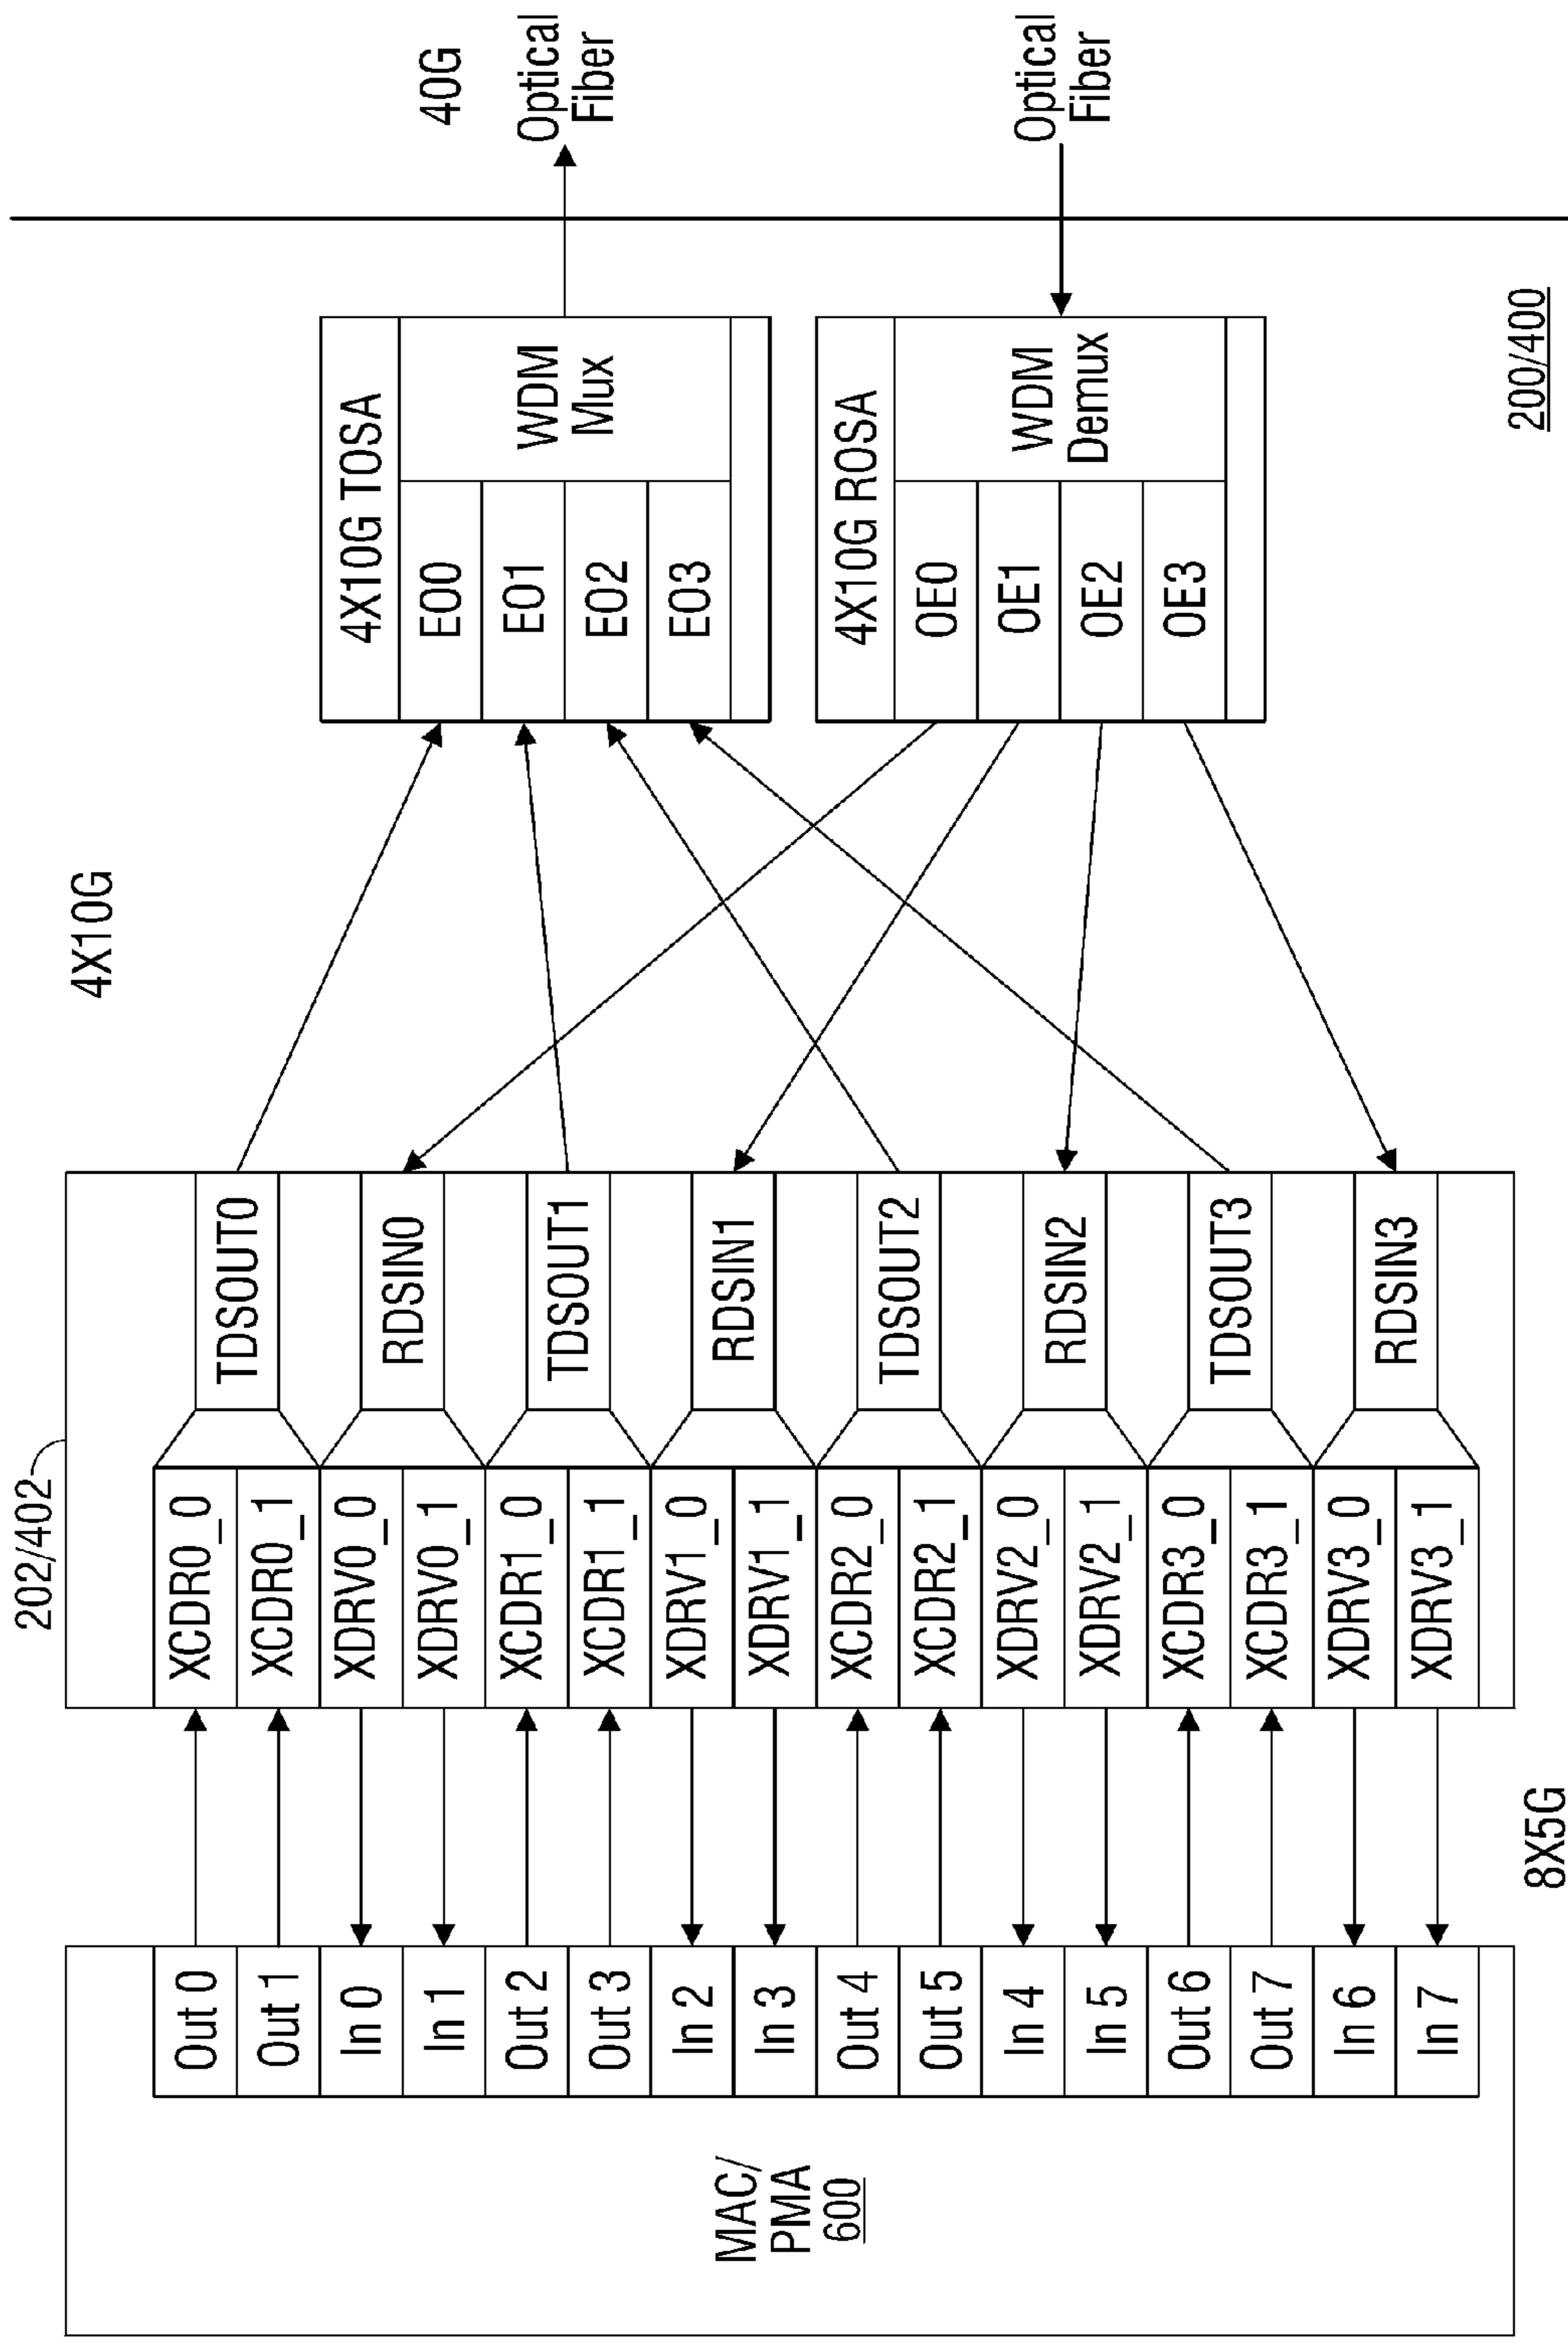 202/402
4X10G
40G
MAC/
PMA
600
Out 0
Out 1
In 0
In 1
Out 2
Out 3
In 2
In 3
Out 4
Out 5
In 4
In 5
Out 6
Out 7
In 6
In 7
8X5G
XCDR0_0
XCDR0_1
XDRV0_0
XDRV0_1
XCDR1_0
XCDR1_1
XDRV1_0
XDRV1_1
XCDR2_0
XCDR2_1
XDRV2_0
XDRV2_1
XCDR3_0
XCDR3_1
XDRV3_0
XDRV3_1
TDSOUT0
RDSIN0
TDSOUT1
RDSIN1
TDSOUT2
RDSIN2
TDSOUT3
RDSIN3
4X10G TOSA
EO0
EO1
EO2
EO3
WDM
Mux
4X10G ROSA
OE0
OE1
OE2
OE3
WDM
Demux
Optical
Fiber
Optical
Fiber
200/400